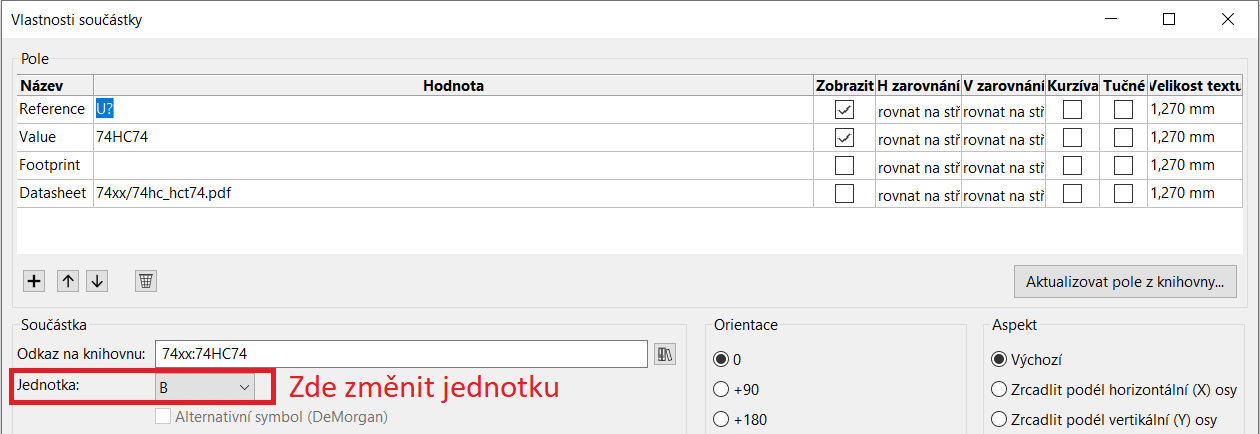 Vlastnosti součástky
Pole
Název Hodnota Zobrazit H zarovnání V zarovnání Kurzíva Tučné Velikost textu
Reference U? rovnat na stř rovnat na stř 1,270 mm
Value 74HC74 rovnat na stř rovnat na stř 1,270 mm
Footprint rovnat na stř rovnat na stř 1,270 mm
Datasheet 74xx/74hc_hct74.pdf rovnat na stř rovnat na stř 1,270 mm
Aktualizovat pole z knihovny...
Součástka Orientace Aspekt
Odkaz na knihovnu: 74xx:74HC74 0 Výchozí
Jednotka: B Zde změnit jednotku +90 Zrcadlit podél horizontální (X) osy
Alternativní symbol (DeMorgan) +180 Zrcadlit podél vertikální (Y) osy